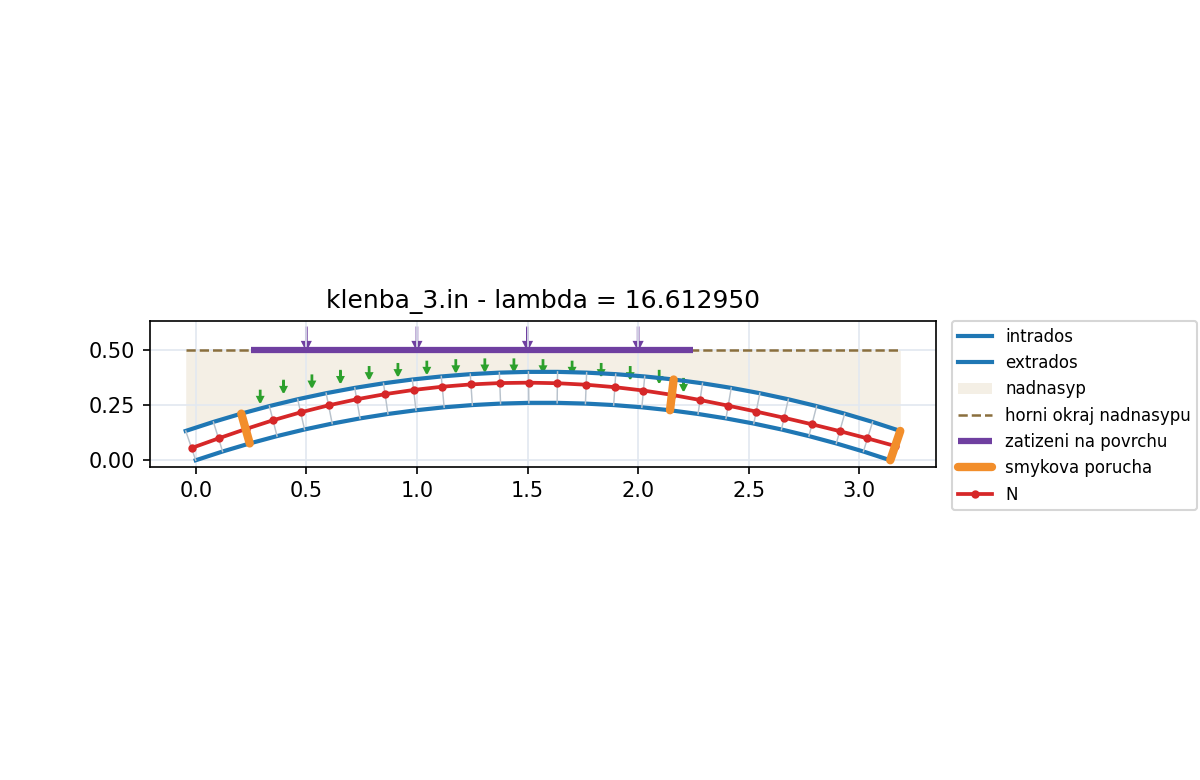 klenba_3.in - lambda = 16.612950
0.50
0.25
0.00
0.0 0.5 1.0 1.5 2.0 2.5 3.0
intrados
extrados
nadnasyp
horni okraj nadnasypu
zatizeni na povrchu
smykova porucha
N